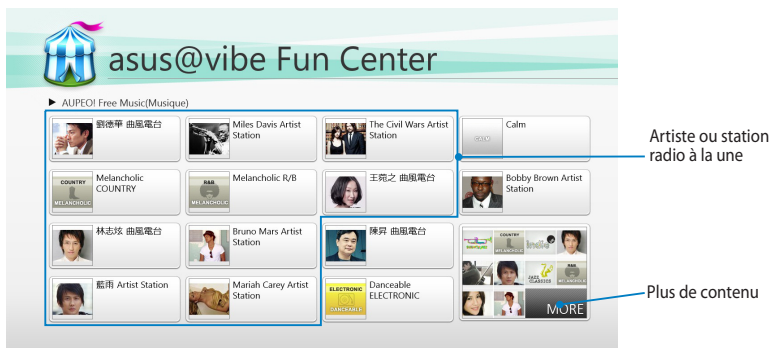 asus@vibe Fun Center
AUPEO! Free Music(Musique)
劉德華 曲風電台
Miles Davis Artist
Station
The Civil Wars Artist
Station
CALM
Calm
COUNTRY
MELANCHOLIC
Melancholic
COUNTRY
R&B
MELANCHOLIC
Melancholic R/B
王菀之 曲風電台
Bobby Brown Artist
Station
林志炫 曲風電台
Bruno Mars Artist
Station
陳昇 曲風電台
藍雨 Artist Station
Mariah Carey Artist
Station
ELECTRONIC
DANCEABLE
Danceable
ELECTRONIC
COUNTRY
MELANCHOLIC
indie
JAZZ
CLASSICS
R&B
MELANCHOLIC
MORE
Artiste ou station
radio à la une
Plus de contenu